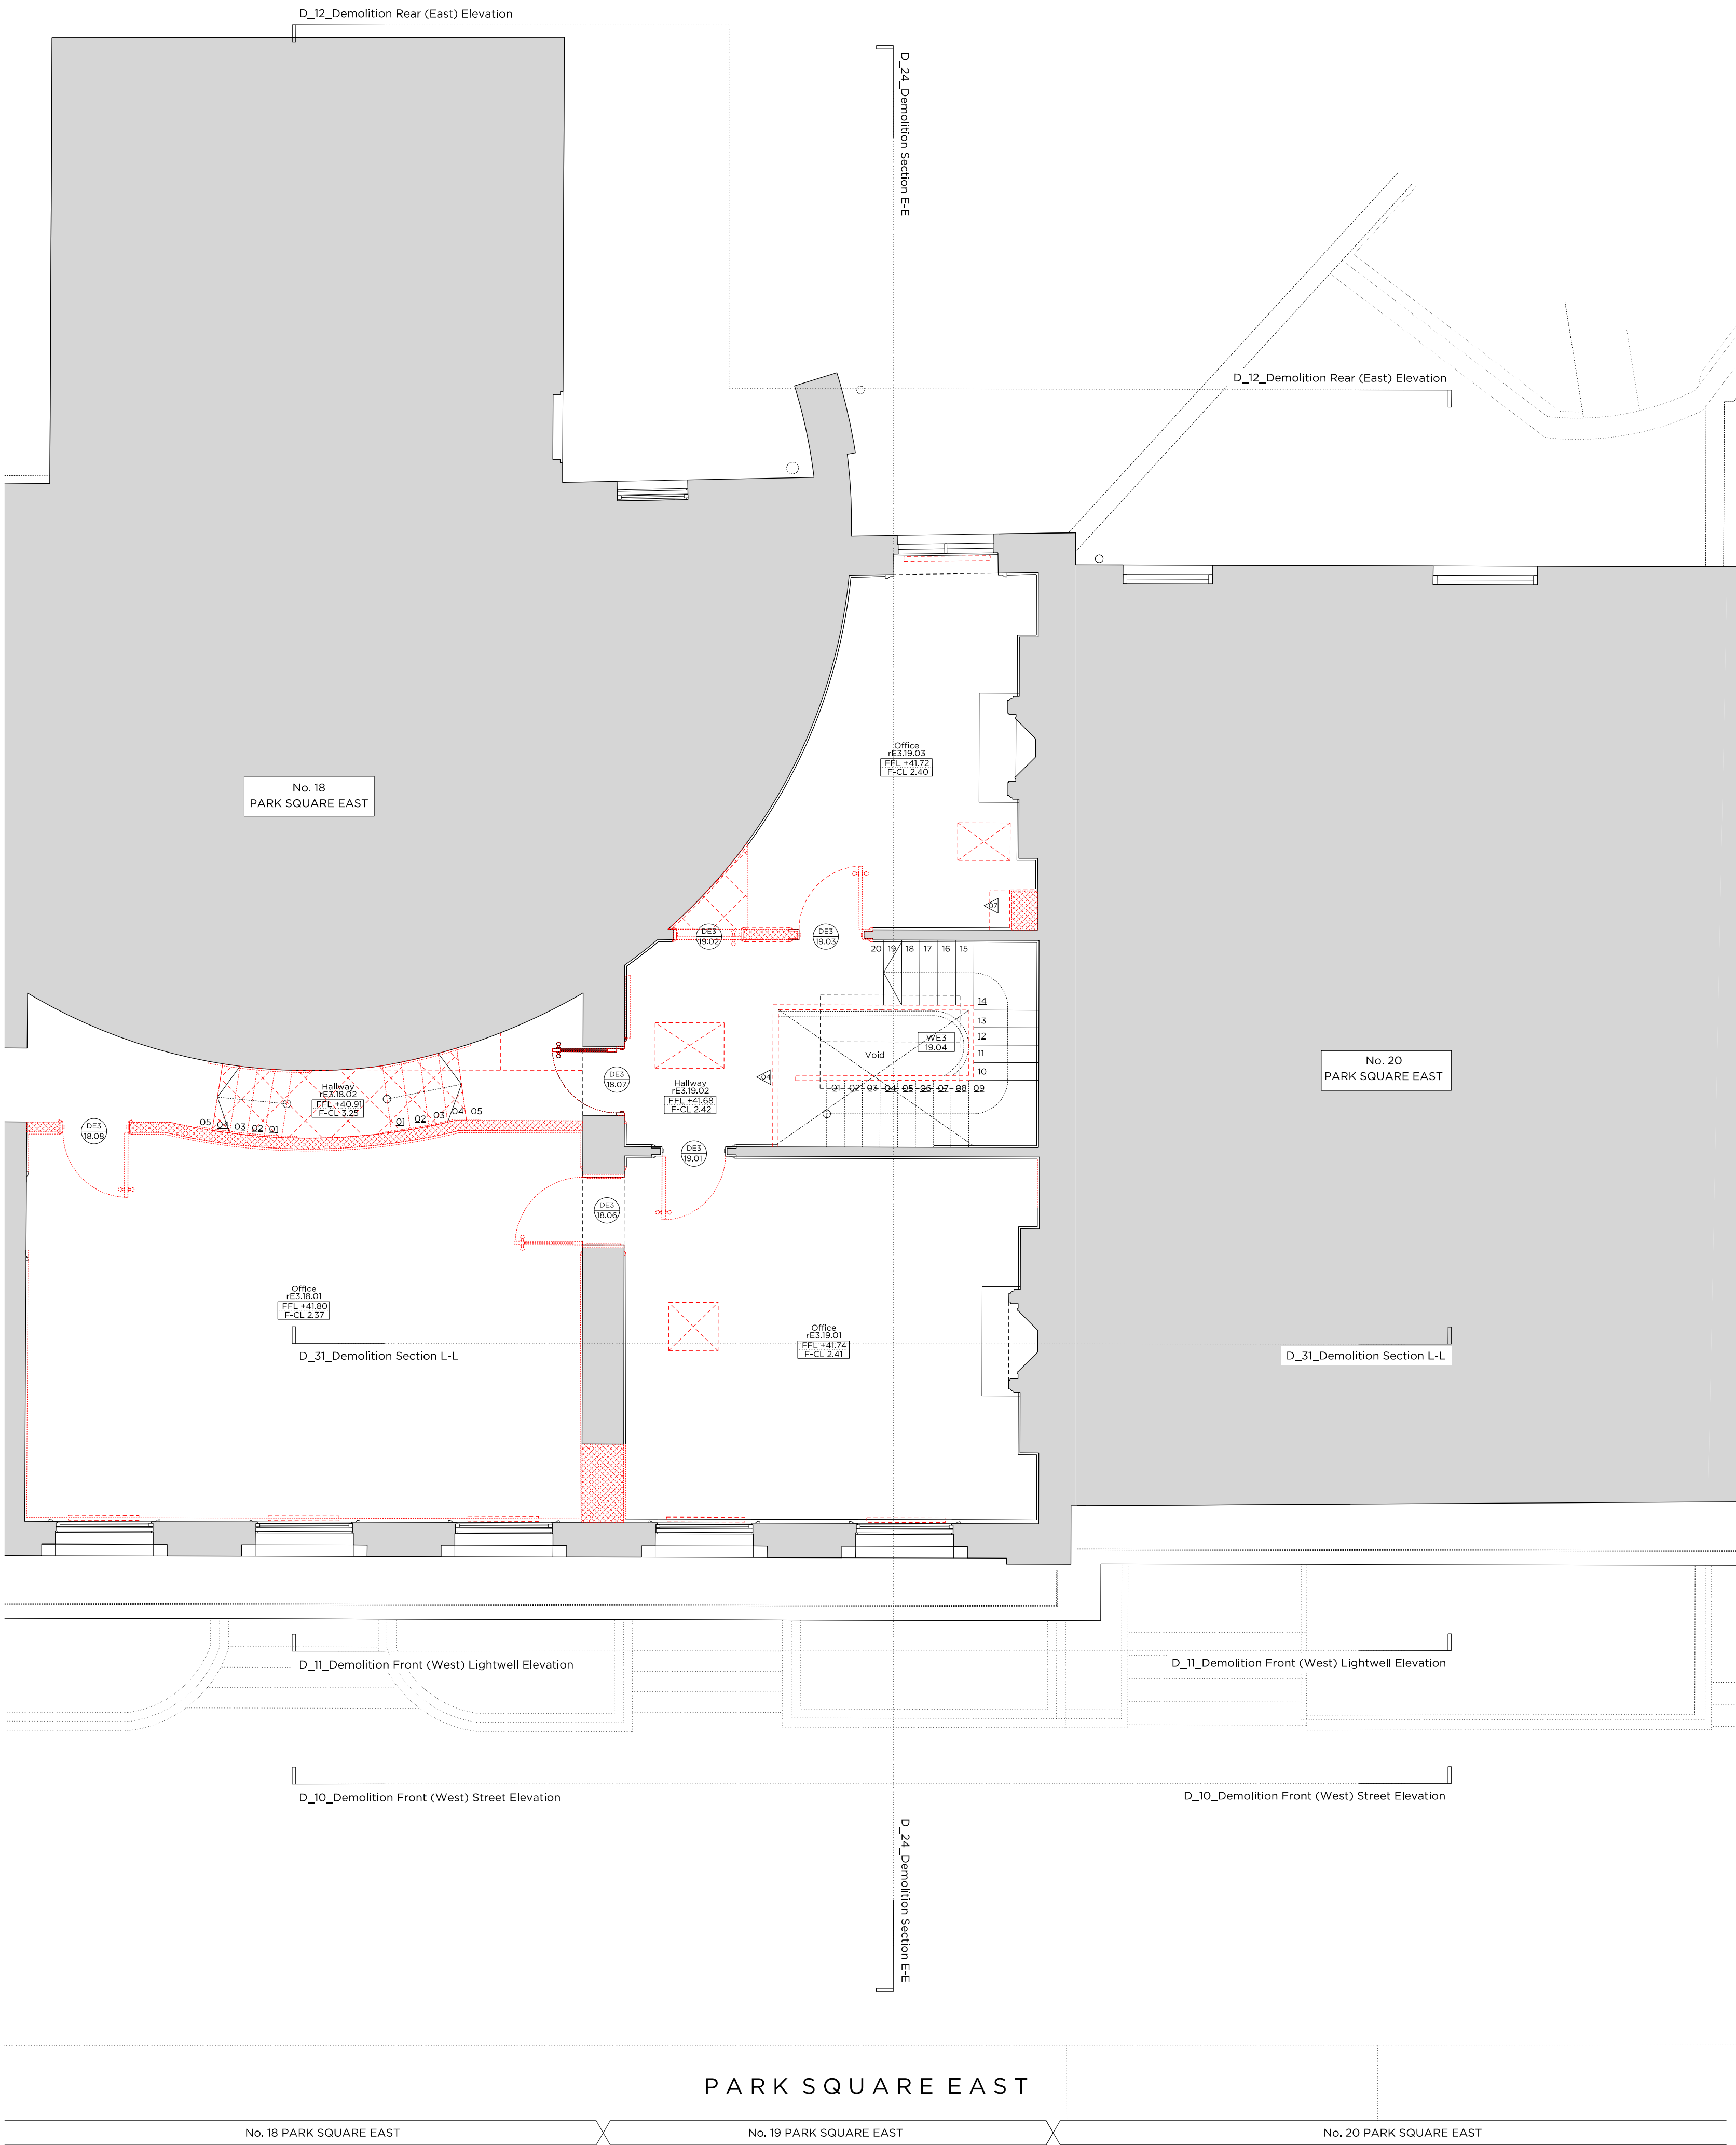 D_12_Demolition Rear (East) Elevation
D_24_Demolition Section E-E
D_12_Demolition Rear (East) Elevation
Office
rE3.19.03
FFL +41.72
F-CL 2.40
No. 18
PARK SQUARE EAST
07
DE3
19.02
DE3
19.03
20 19 18 17 16 15
14
13
12
11
10
WE3
19.04
Void
04
01 02 03 04 05 06 07 08 09
No. 20
PARK SQUARE EAST
DE3
18.07
Hallway
rE3.19.02
FFL +41.68
F-CL 2.42
Hallway
rE3.18.02
FFL +40.91
F-CL 3.25
05 04 03 02 01
01 02 03 04 05
DE3
18.08
DE3
19.01
DE3
18.06
Office
rE3.18.01
FFL +41.80
F-CL 2.37
Office
rE3.19.01
FFL +41.74
F-CL 2.41
D_31_Demolition Section L-L
D_31_Demolition Section L-L
D_11_Demolition Front (West) Lightwell Elevation
D_11_Demolition Front (West) Lightwell Elevation
D_10_Demolition Front (West) Street Elevation
D_10_Demolition Front (West) Street Elevation
D_24_Demolition Section E-E
PARK SQUARE EAST
No. 18 PARK SQUARE EAST
No. 19 PARK SQUARE EAST
No. 20 PARK SQUARE EAST